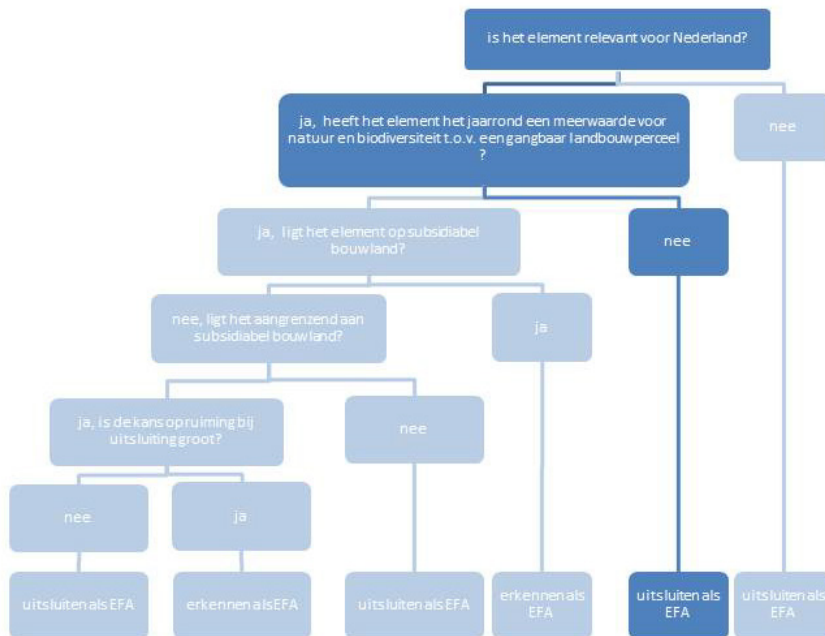 is het element relevant voor Nederland?
ja, heeft het element het jaarrond een meerwaarde voor
natuur en biodiversiteit t.o.v. een gangbaar landbouwperceel
?
nee
ja, ligt het element op subsidiabel
bouwland?
nee
nee, ligt het aangrenzend aan
subsidiabel bouwland?
ja
ja, is de kans op ruiming bij
uitsluiting groot?
nee
nee
ja
uitsluiten als EFA
erkennen als EFA
uitsluiten als EFA
erkennen als
EFA
uitsluiten als
EFA
uitsluiten als
EFA